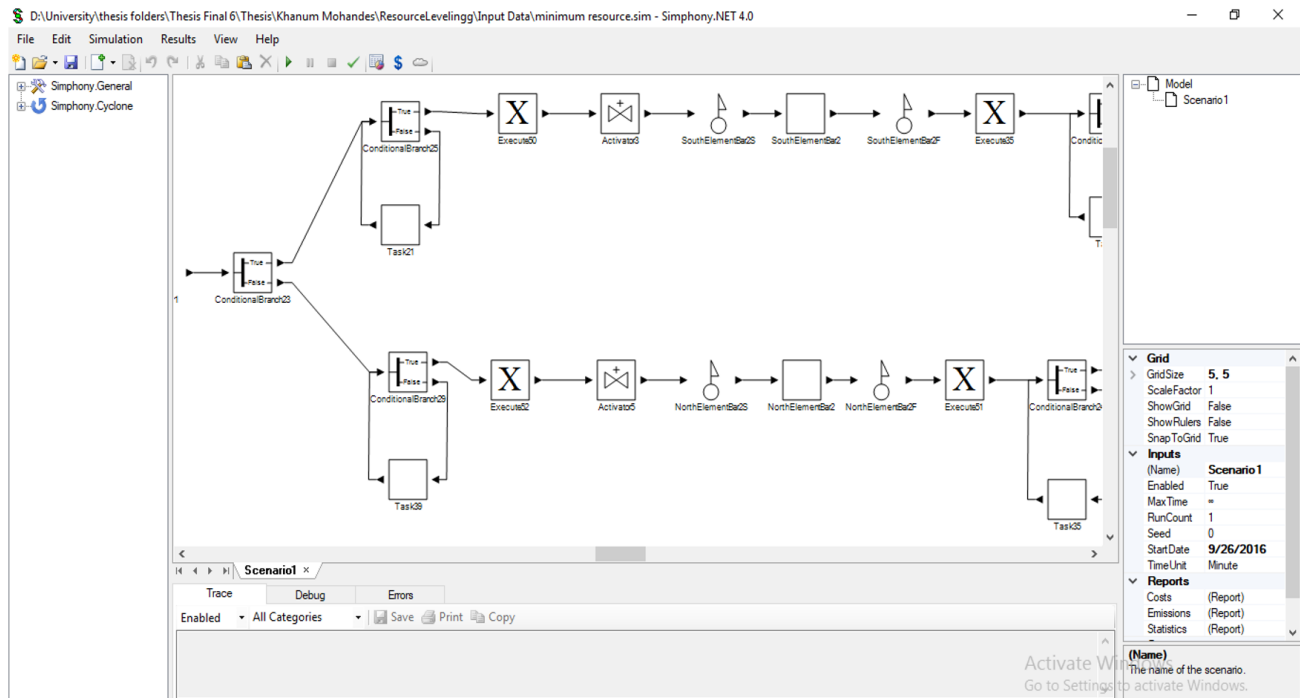 D:\University\thesis folders\Thesis Final 6\Thesis\Khanum Mohandes\ResourceLevelingg\Input Data\minimum resource.sim - Simphony.NET 4.0
File Edit Simulation Results View Help
Simphony.General
Simphony.Cyclone
True
False
ConditionalBranch25
X
Execute50
Activator3
SouthElementBar2S
SouthElementBar2
SouthElementBar2F
X
Execute35
Conditic
Task21
T
True
False
ConditionalBranch23
1
True
False
ConditionalBranch29
X
Execute52
Activator5
NorthElementBar2S
NorthElementBar2
NorthElementBar2F
X
Execute51
True
False
ConditionalBranch2
Task39
Task35
Scenario1 ×
Trace Debug Errors
Enabled All Categories Save Print Copy
Model
Scenario1
Grid
GridSize 5, 5
ScaleFactor 1
ShowGrid False
ShowRulers False
SnapToGrid True
Inputs
(Name) Scenario1
Enabled True
MaxTime ∞
RunCount 1
Seed 0
StartDate 9/26/2016
TimeUnit Minute
Reports
Costs (Report)
Emissions (Report)
Statistics (Report)
(Name)
The name of the scenario.
Activate Windows
Go to Settings to activate Windows.